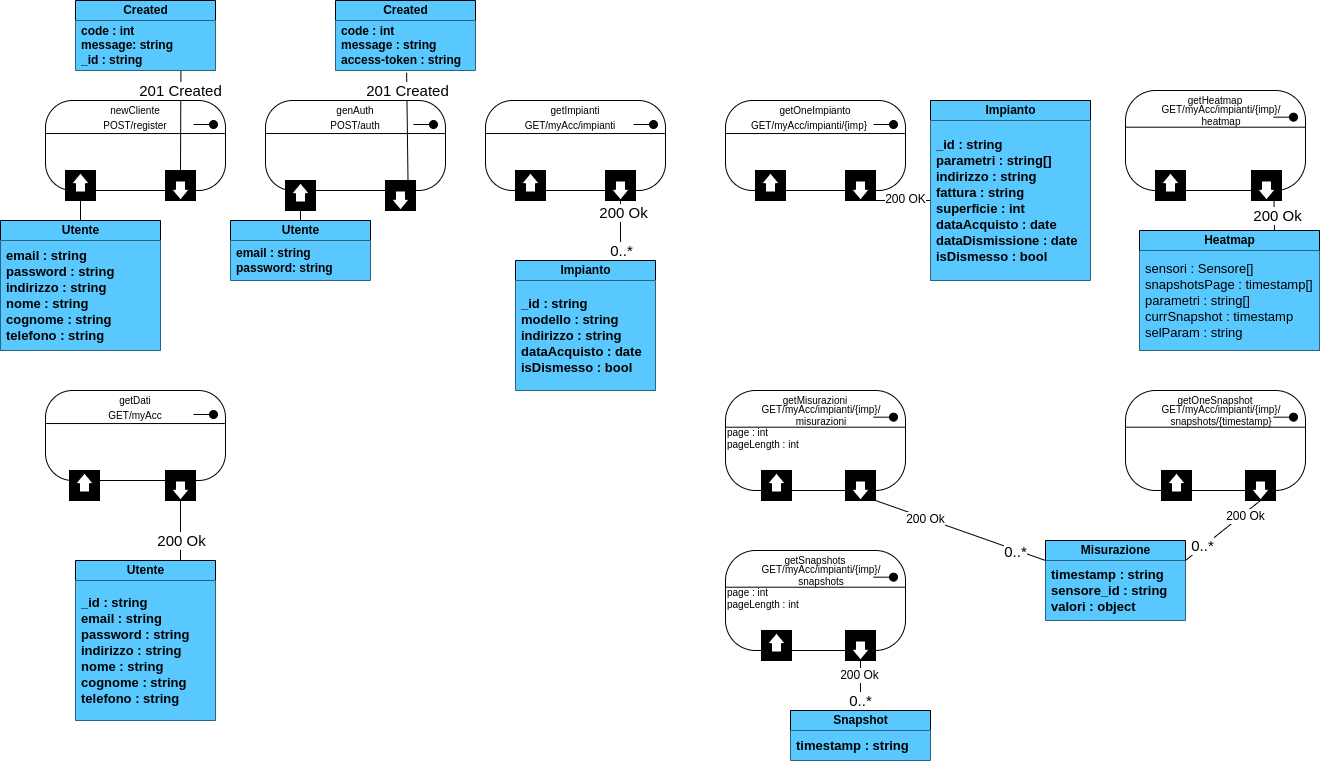 Created
code : int
message: string
_id : string
201 Created
newCliente
POST/register
Utente
email : string
password : string
indirizzo : string
nome : string
cognome : string
telefono : string
Created
code : int
message : string
access-token : string
201 Created
genAuth
POST/auth
Utente
email : string
password: string
getImpianti
GET/myAcc/impianti
200 Ok
0..*
Impianto
_id : string
modello : string
indirizzo : string
dataAcquisto : date
isDismesso : bool
getOneImpianto
GET/myAcc/impianti/{imp}
200 OK
Impianto
_id : string
parametri : string[]
indirizzo : string
fattura : string
superficie : int
dataAcquisto : date
dataDismissione : date
isDismesso : bool
getHeatmap
GET/myAcc/impianti/{imp}/
heatmap
200 Ok
Heatmap
sensori : Sensore[]
snapshotsPage : timestamp[]
parametri : string[]
currSnapshot : timestamp
selParam : string
getDati
GET/myAcc
200 Ok
Utente
_id : string
email : string
password : string
indirizzo : string
nome : string
cognome : string
telefono : string
getMisurazioni
GET/myAcc/impianti/{imp}/
misurazioni
page : int
pageLength : int
200 Ok
0..*
getOneSnapshot
GET/myAcc/impianti/{imp}/
snapshots/{timestamp}
200 Ok
0..*
Misurazione
timestamp : string
sensore_id : string
valori : object
getSnapshots
GET/myAcc/impianti/{imp}/
snapshots
page : int
pageLength : int
200 Ok
0..*
Snapshot
timestamp : string